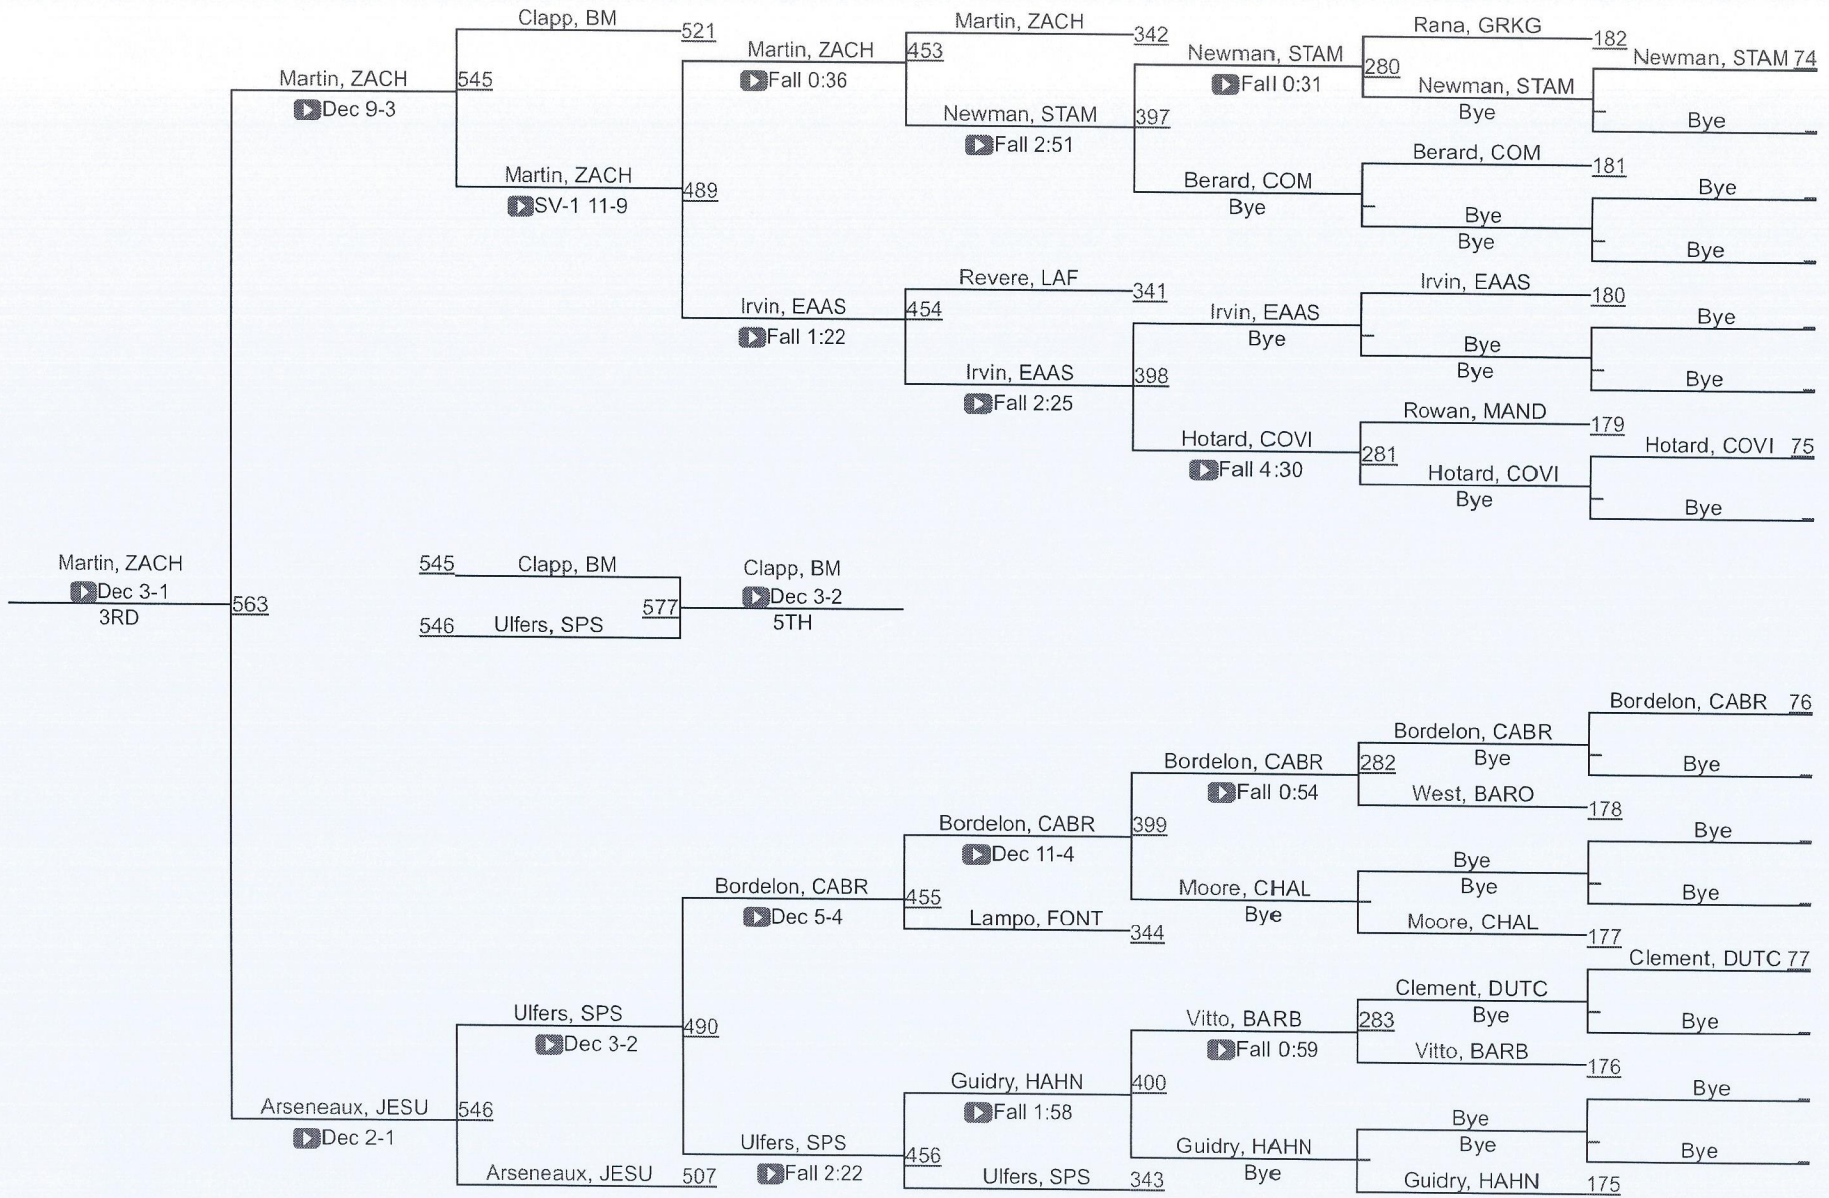 Clapp, BM 521
Martin, ZACH 342
Rana, GRKG 182
Martin, ZACH 453
Newman, STAM
Newman, STAM 74
Fall 0:36
Fall 0:31
280
Martin, ZACH 545
Newman, STAM
Dec 9-3
Newman, STAM 397
Bye
Bye
Fall 2:51
Berard, COM 181
Martin, ZACH 489
Berard, COM
Bye
SV-1 11-9
Bye
Bye
Bye
Bye
Revere, LAF 341
Irvin, EAAS 180
Irvin, EAAS 454
Irvin, EAAS
Bye
Fall 1:22
Bye
Bye
Irvin, EAAS 398
Bye
Bye
Fall 2:25
Rowan, MAND 179
Hotard, COVI
281
Hotard, COVI 75
Fall 4:30
Hotard, COVI
Bye
Bye
Martin, ZACH
545 Clapp, BM
Clapp, BM
Dec 3-1
563
577
Dec 3-2
3RD
546 Ulfers, SPS
5TH
Bordelon, CABR 76
Bordelon, CABR
Bordelon, CABR 282
Bye
Bye
Fall 0:54
West, BARO 178
Bordelon, CABR 399
Bye
Dec 11-4
Bye
Bordelon, CABR 455
Moore, CHAL
Bye
Bye
Dec 5-4
Lampo, FONT 344
Bye
Moore, CHAL 177
Clement, DUTC 77
Clement, DUTC
Ulfers, SPS 490
Vitto, BARB 283
Bye
Bye
Dec 3-2
Fall 0:59
Vitto, BARB 176
Guidry, HAHN 400
Bye
Arseneaux, JESU 546
Fall 1:58
Bye
Dec 2-1
Ulfers, SPS 456
Guidry, HAHN
Bye
Bye
Arseneaux, JESU 507
Fall 2:22
Ulfers, SPS 343
Bye
Guidry, HAHN 175